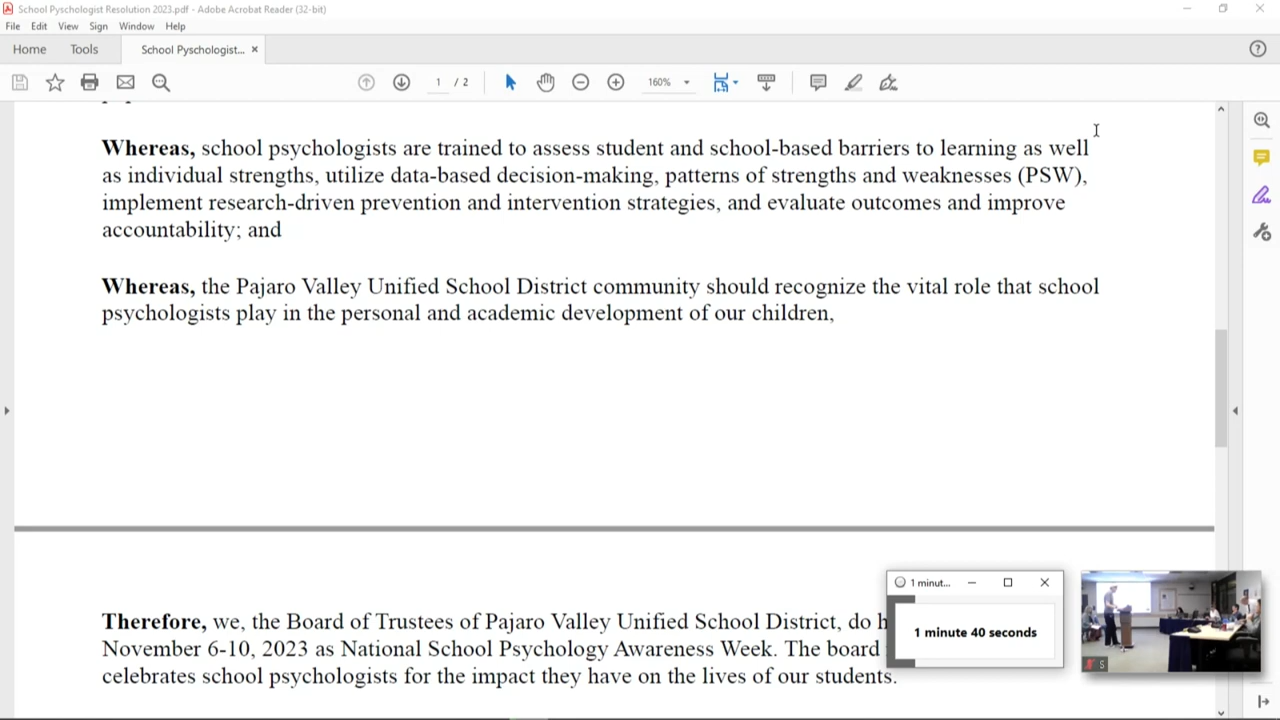 School Pyschologist Resolution 2023.pdf - Adobe Acrobat Reader (32-bit)
File Edit View Sign Window Help
Home Tools School Pyschologist... ×
1 / 2 160%
Whereas, school psychologists are trained to assess student and school-based barriers to learning as well
as individual strengths, utilize data-based decision-making, patterns of strengths and weaknesses (PSW),
implement research-driven prevention and intervention strategies, and evaluate outcomes and improve
accountability; and
Whereas, the Pajaro Valley Unified School District community should recognize the vital role that school
psychologists play in the personal and academic development of our children,
Therefore, we, the Board of Trustees of Pajaro Valley Unified School District, do h
November 6-10, 2023 as National School Psychology Awareness Week. The board
celebrates school psychologists for the impact they have on the lives of our students.
1 minut...
1 minute 40 seconds
S